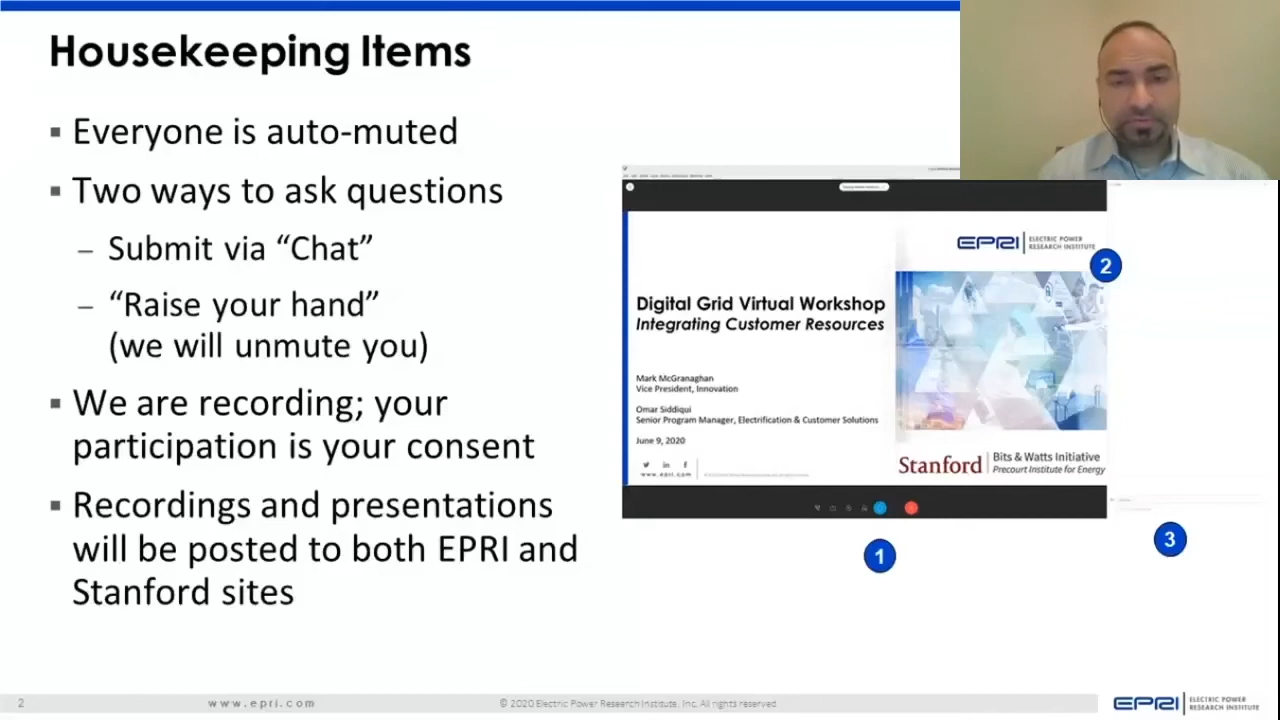 Housekeeping Items
▪ Everyone is auto-muted
▪ Two ways to ask questions
– Submit via “Chat”
– “Raise your hand”
(we will unmute you)
▪ We are recording; your
participation is your consent
▪ Recordings and presentations
will be posted to both EPRI and
Stanford sites
EPRI | ELECTRIC POWER
RESEARCH INSTITUTE
2
Digital Grid Virtual Workshop
Integrating Customer Resources
Mark McGranaghan
Vice President, Innovation
Omar Siddiqui
Senior Program Manager, Electrification & Customer Solutions
June 9, 2020
www.epri.com
Stanford | Bits & Watts Initiative
Precourt Institute for Energy
1
3
2
www.epri.com
© 2020 Electric Power Research Institute, Inc. All rights reserved.
EPRI | ELECTRIC POWER
RESEARCH INSTITUTE